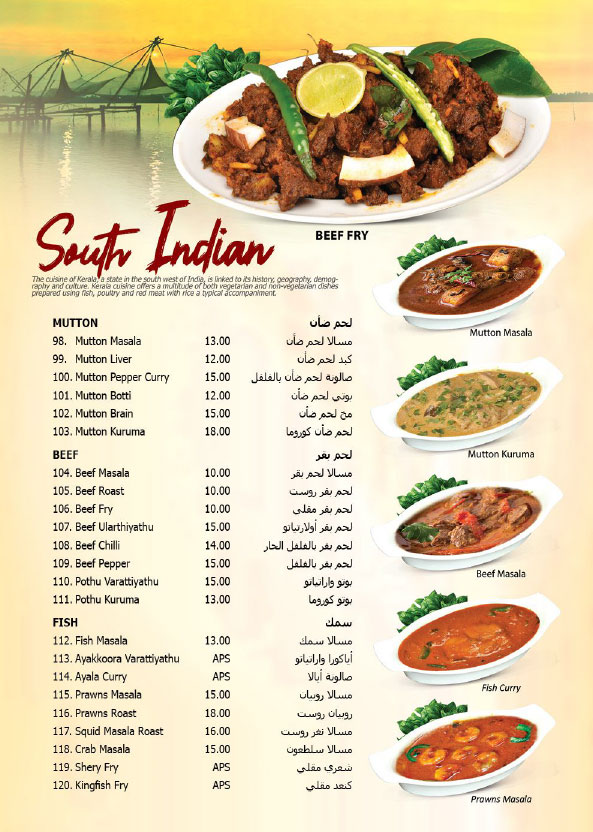 BEEF FRY
South Indian
The cuisine of Kerala, a state in the south west of India, is linked to its history, geography, demog-
raphy and culture. Kerala cuisine offers a multitude of both vegetarian and non-vegetarian dishes
prepared using fish, poultry and red meat with rice a typical accompaniment.
MUTTON لحم ضأن
98. Mutton Masala 13.00 مسالا لحم ضأن
99. Mutton Liver 12.00 كبد لحم ضأن
100. Mutton Pepper Curry 15.00 صالونة لحم ضأن بالفلفل
101. Mutton Botti 12.00 بوتي لحم ضأن
102. Mutton Brain 15.00 مخ لحم ضأن
103. Mutton Kuruma 18.00 لحم ضأن كوروما
BEEF لحم بقر
104. Beef Masala 10.00 مسالا لحم بقر
105. Beef Roast 10.00 لحم بقر روست
106. Beef Fry 10.00 لحم بقر مقلي
107. Beef Ularthiyathu 15.00 لحم بقر أولارتياتو
108. Beef Chilli 14.00 لحم بقر بالفلفل الحار
109. Beef Pepper 15.00 لحم بقر بالفلفل
110. Pothu Varattiyathu 15.00 بوتو واراتياتو
111. Pothu Kuruma 13.00 بوتو كوروما
FISH سمك
112. Fish Masala 13.00 مسالا سمك
113. Ayakkoora Varattiyathu APS أياكورا واراتياتو
114. Ayala Curry APS صالونة أيالا
115. Prawns Masala 15.00 مسالا روبيان
116. Prawns Roast 18.00 روبيان روست
117. Squid Masala Roast 16.00 مسالا نغر روست
118. Crab Masala 15.00 مسالا سلطعون
119. Shery Fry APS شعري مقلي
120. Kingfish Fry APS كنعد مقلي
Mutton Masala
Mutton Kuruma
Beef Masala
Fish Curry
Prawns Masala